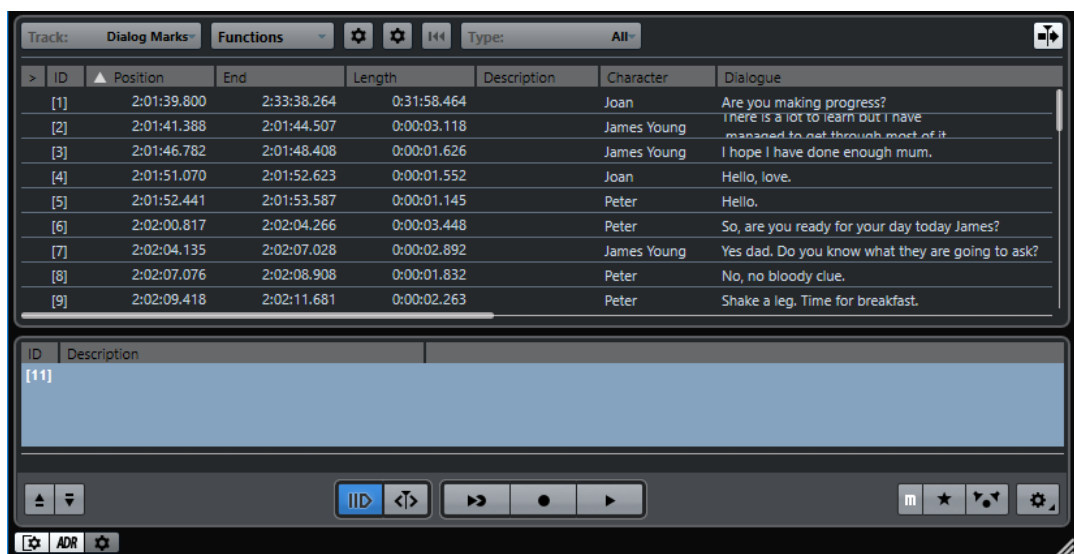 Track: Dialog Marks Functions Type: All
> ID Position End Length Description Character Dialogue
[1] 2:01:39.800 2:33:38.264 0:31:58.464 Joan Are you making progress?
[2] 2:01:41.388 2:01:44.507 0:00:03.118 James Young There is a lot to learn but I have
managed to get through most of it
[3] 2:01:46.782 2:01:48.408 0:00:01.626 James Young I hope I have done enough mum.
[4] 2:01:51.070 2:01:52.623 0:00:01.552 Joan Hello, love.
[5] 2:01:52.441 2:01:53.587 0:00:01.145 Peter Hello.
[6] 2:02:00.817 2:02:04.266 0:00:03.448 Peter So, are you ready for your day today James?
[7] 2:02:04.135 2:02:07.028 0:00:02.892 James Young Yes dad. Do you know what they are going to ask?
[8] 2:02:07.076 2:02:08.908 0:00:01.832 Peter No, no bloody clue.
[9] 2:02:09.418 2:02:11.681 0:00:02.263 Peter Shake a leg. Time for breakfast.
ID Description
[11]
m
ADR